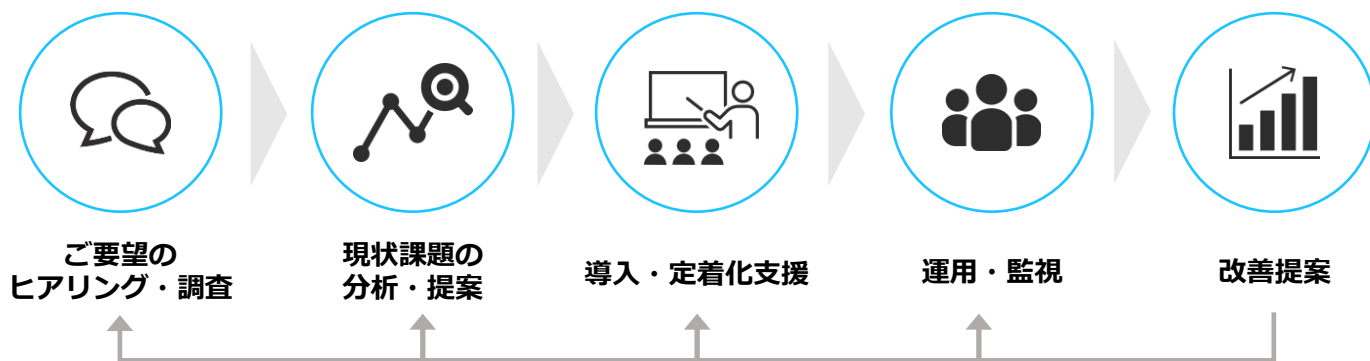 ご要望の
ヒアリング・調査
現状課題の
分析・提案
導入・定着化支援
運用・監視
改善提案